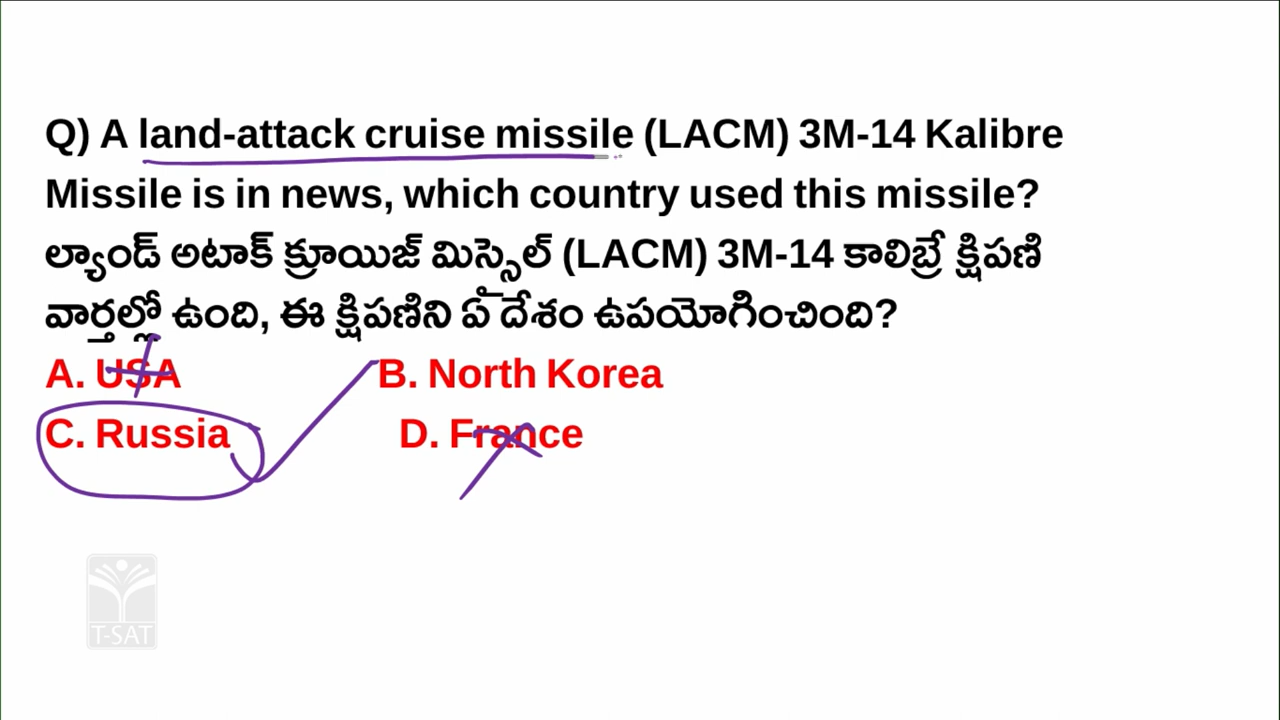 Q) A land-attack cruise missile (LACM) 3M-14 Kalibre
Missile is in news, which country used this missile?
ల్యాండ్ అటాక్ క్రూయిజ్ మిస్సైల్ (LACM) 3M-14 కాలిబ్రే క్షిపణి
వార్తల్లో ఉంది, ఈ క్షిపణిని ఏ దేశం ఉపయోగించింది?
A. USA B. North Korea
C. Russia D. France
T-SAT